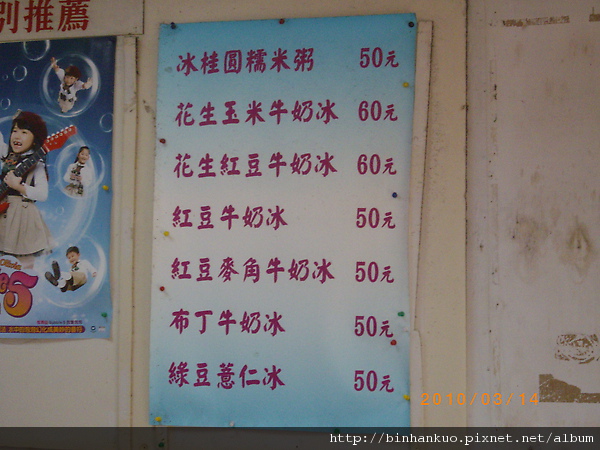 別推薦
冰桂圓糯米粥 50元
花生玉米牛奶冰 60元
花生紅豆牛奶冰 60元
紅豆牛奶冰 50元
紅豆麥角牛奶冰 50元
布丁牛奶冰 50元
綠豆薏仁冰 50元
5
2010/03/14
http://binhankuo.pixnet.net/album